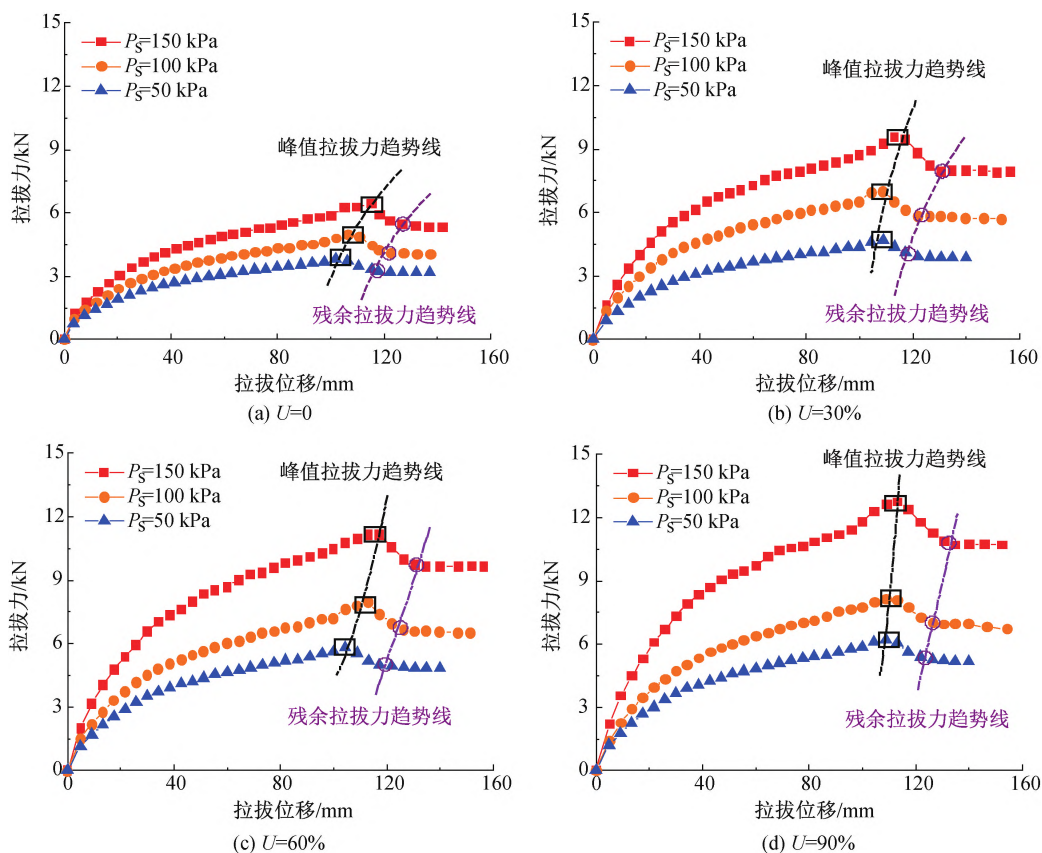 15
12
9
6
3
0
拉拔力/kN
P_S=150 kPa
P_S=100 kPa
P_S=50 kPa
峰值拉拔力趋势线
残余拉拔力趋势线
0 40 80 120 160
拉拔位移/mm
(a) U=0
15
12
9
6
3
0
拉拔力/kN
P_S=150 kPa
P_S=100 kPa
P_S=50 kPa
峰值拉拔力趋势线
残余拉拔力趋势线
0 40 80 120 160
拉拔位移/mm
(b) U=30%
15
12
9
6
3
0
拉拔力/kN
P_S=150 kPa
P_S=100 kPa
P_S=50 kPa
峰值拉拔力趋势线
残余拉拔力趋势线
0 40 80 120 160
拉拔位移/mm
(c) U=60%
15
12
9
6
3
0
拉拔力/kN
P_S=150 kPa
P_S=100 kPa
P_S=50 kPa
峰值拉拔力趋势线
残余拉拔力趋势线
0 40 80 120 160
拉拔位移/mm
(d) U=90%